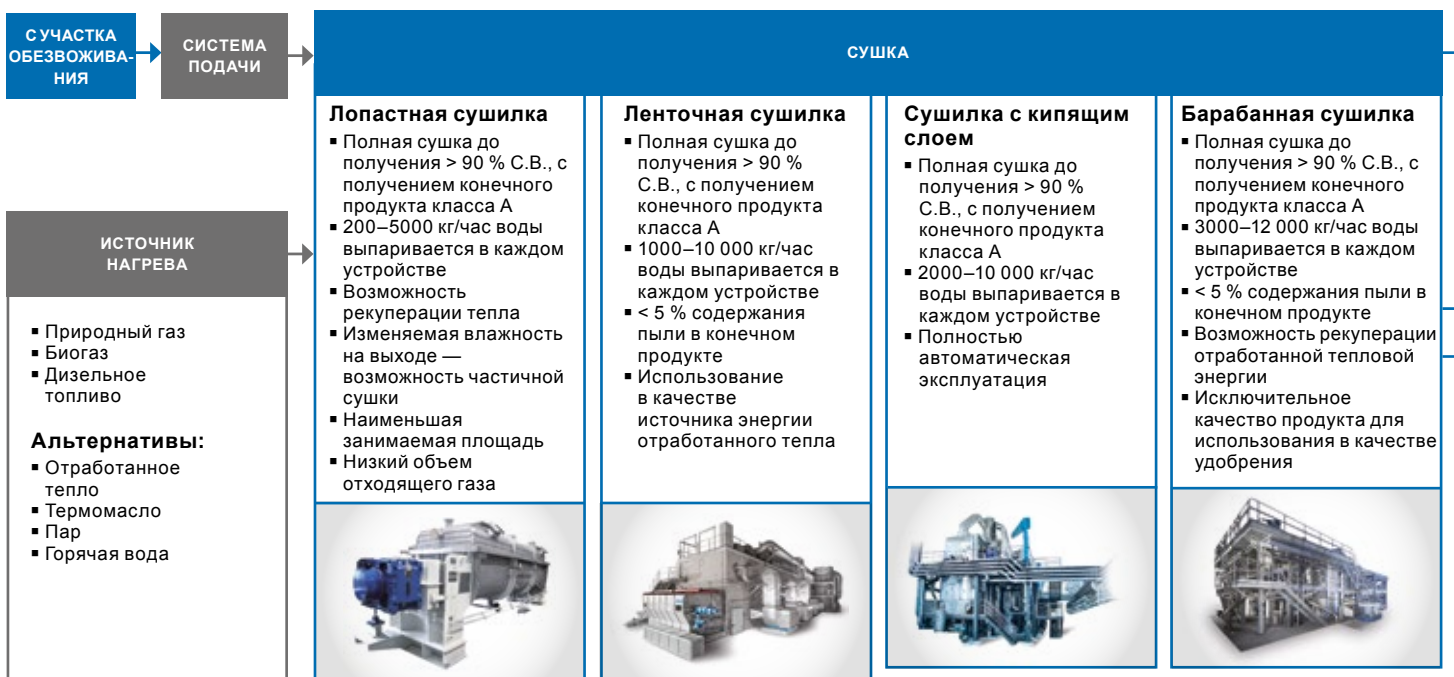 С УЧАСТКА
ОБЕЗВОЖИВА-
НИЯ
СИСТЕМА
ПОДАЧИ
СУШКА
ИСТОЧНИК
НАГРЕВА
▪ Природный газ
▪ Биогаз
▪ Дизельное
топливо
Альтернативы:
▪ Отработанное
тепло
▪ Термомасло
▪ Пар
▪ Горячая вода
Лопастная сушилка
▪ Полная сушка до
получения > 90 % С.В., с
получением конечного
продукта класса А
▪ 200–5000 кг/час воды
выпаривается в каждом
устройстве
▪ Возможность
рекуперации тепла
▪ Изменяемая влажность
на выходе —
возможность частичной
сушки
▪ Наименьшая
занимаемая площадь
▪ Низкий объем
отходящего газа
Ленточная сушилка
▪ Полная сушка до
получения > 90 %
С.В., с получением
конечного продукта
класса А
▪ 1000–10 000 кг/час
воды выпаривается в
каждом устройстве
▪ < 5 % содержания
пыли в конечном
продукте
▪ Использование
в качестве
источника энергии
отработанного тепла
Сушилка с кипящим
слоем
▪ Полная сушка до
получения > 90 %
С.В., с получением
конечного продукта
класса А
▪ 2000–10 000 кг/час
воды выпаривается в
каждом устройстве
▪ Полностью
автоматическая
эксплуатация
Барабанная сушилка
▪ Полная сушка до
получения > 90 % С.В., с
получением конечного
продукта класса А
▪ 3000–12 000 кг/час воды
выпаривается в каждом
устройстве
▪ < 5 % содержания пыли в
конечном продукте
▪ Возможность рекуперации
отработанной тепловой
энергии
▪ Исключительное
качество продукта для
использования в качестве
удобрения